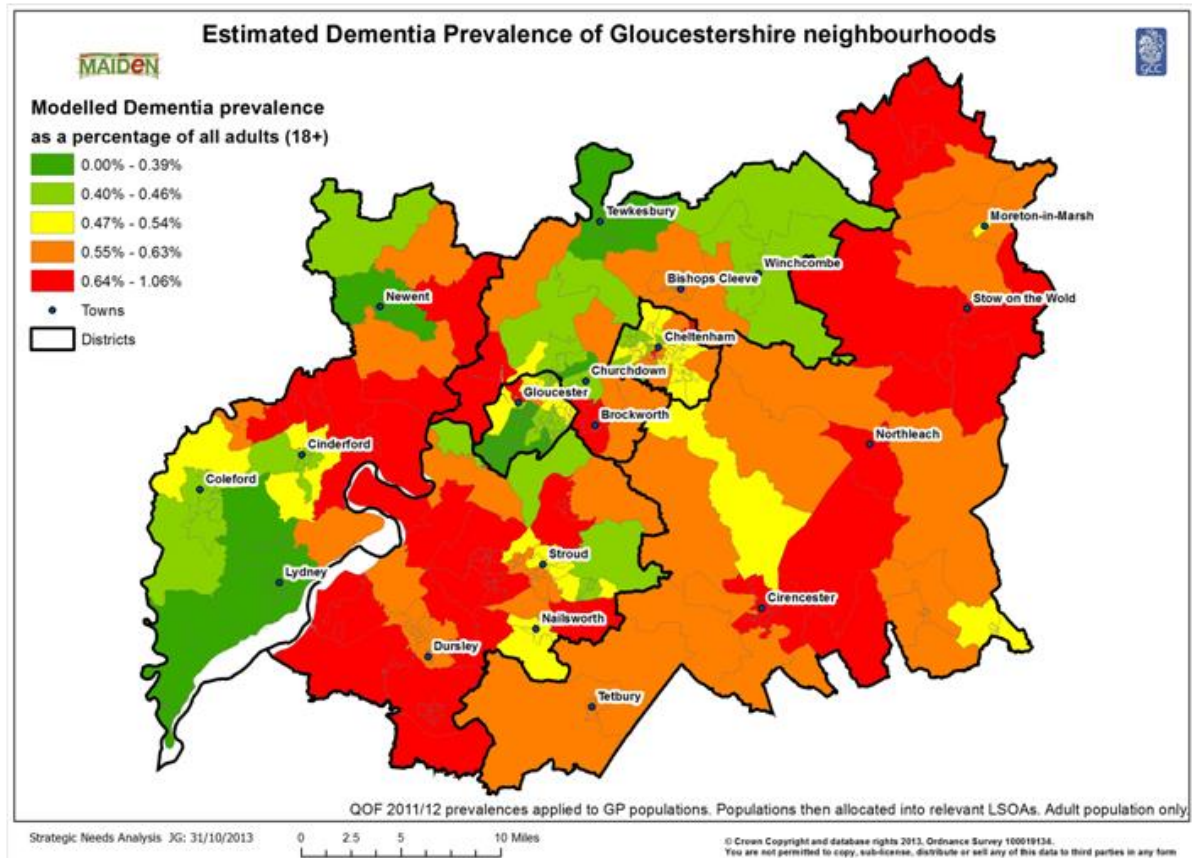 Estimated Dementia Prevalence of Gloucestershire neighbourhoods
MAIDEN
GCC
Modelled Dementia prevalence
as a percentage of all adults (18+)
0.00% - 0.39%
0.40% - 0.46%
0.47% - 0.54%
0.55% - 0.63%
0.64% - 1.06%
Towns
Districts
Tewkesbury
Moreton-in-Marsh
Winchcombe
Bishops Cleeve
Newent
Stow on the Wold
Cheltenham
Churchdown
Gloucester
Brockworth
Northleach
Cinderford
Coleford
Stroud
Lydney
Cirencester
Nailsworth
Dursley
Tetbury
QOF 2011/12 prevalences applied to GP populations. Populations then allocated into relevant LSOAs. Adult population only.
Strategic Needs Analysis JG: 31/10/2013
0 2.5 5 10 Miles
© Crown Copyright and database rights 2013. Ordnance Survey 100019134.
You are not permitted to copy, sub-license, distribute or sell any of this data to third parties in any form